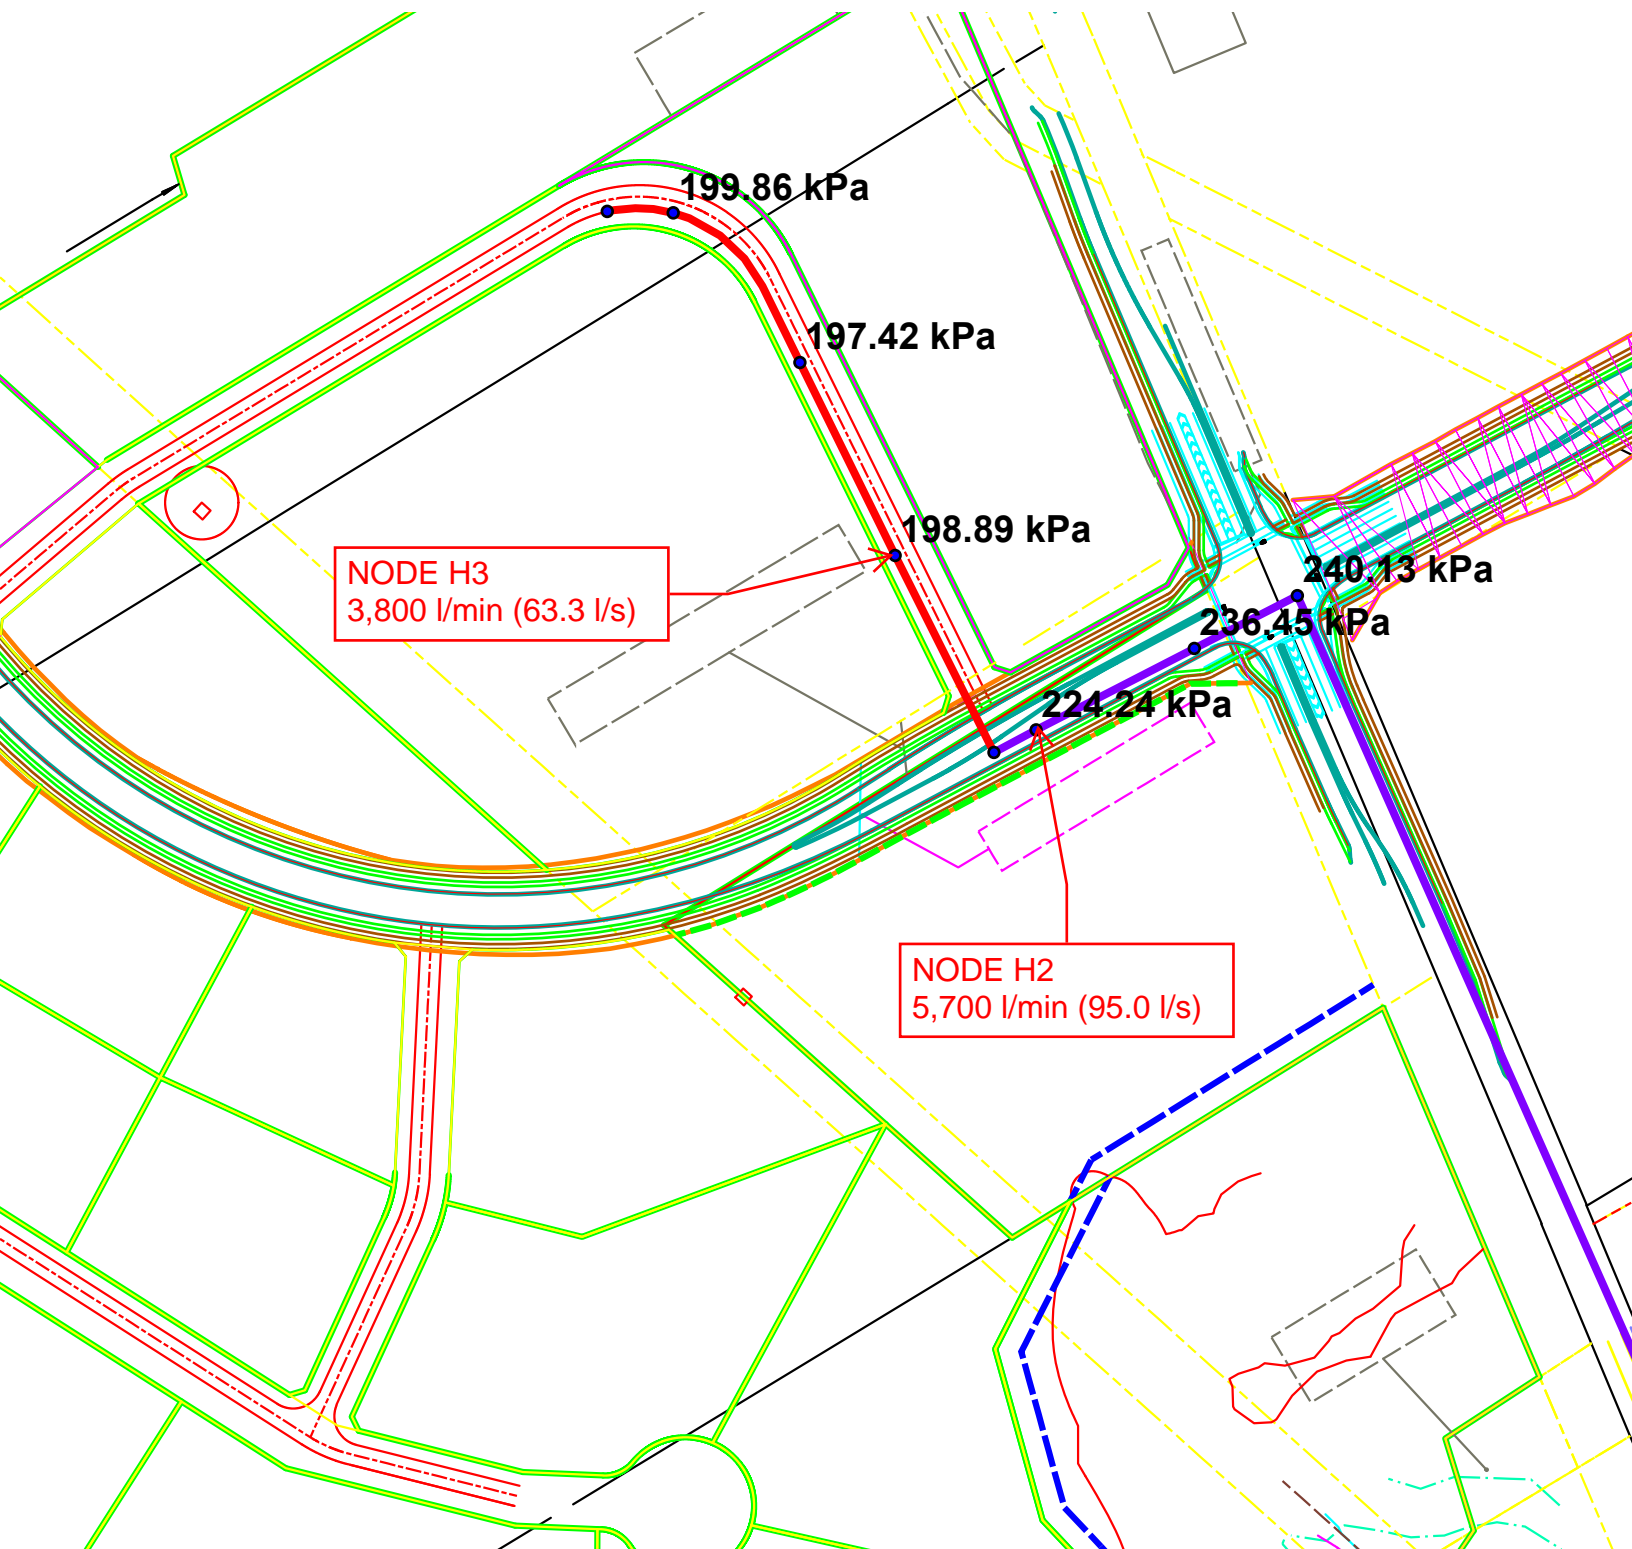 199.86 kPa
197.42 kPa
198.89 kPa
NODE H3
3,800 l/min (63.3 l/s)
240.13 kPa
236.45 kPa
224.24 kPa
NODE H2
5,700 l/min (95.0 l/s)